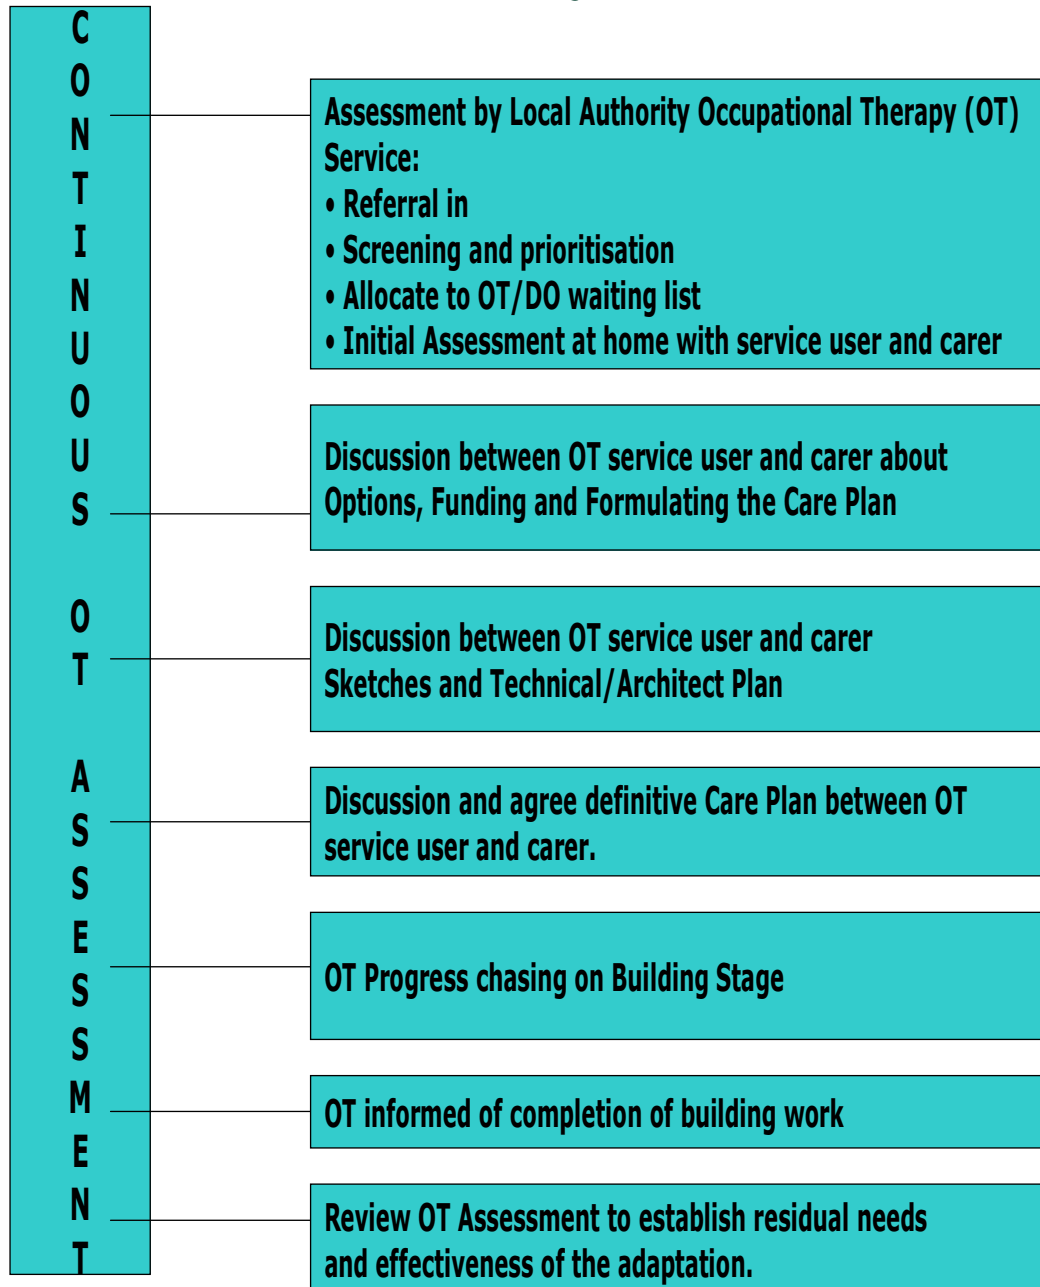 CONTINUOUS OT ASSESSMENT
Assessment by Local Authority Occupational Therapy (OT)
Service:
• Referral in
• Screening and prioritisation
• Allocate to OT/DO waiting list
• Initial Assessment at home with service user and carer
Discussion between OT service user and carer about
Options, Funding and Formulating the Care Plan
Discussion between OT service user and carer
Sketches and Technical/Architect Plan
Discussion and agree definitive Care Plan between OT
service user and carer.
OT Progress chasing on Building Stage
OT informed of completion of building work
Review OT Assessment to establish residual needs
and effectiveness of the adaptation.